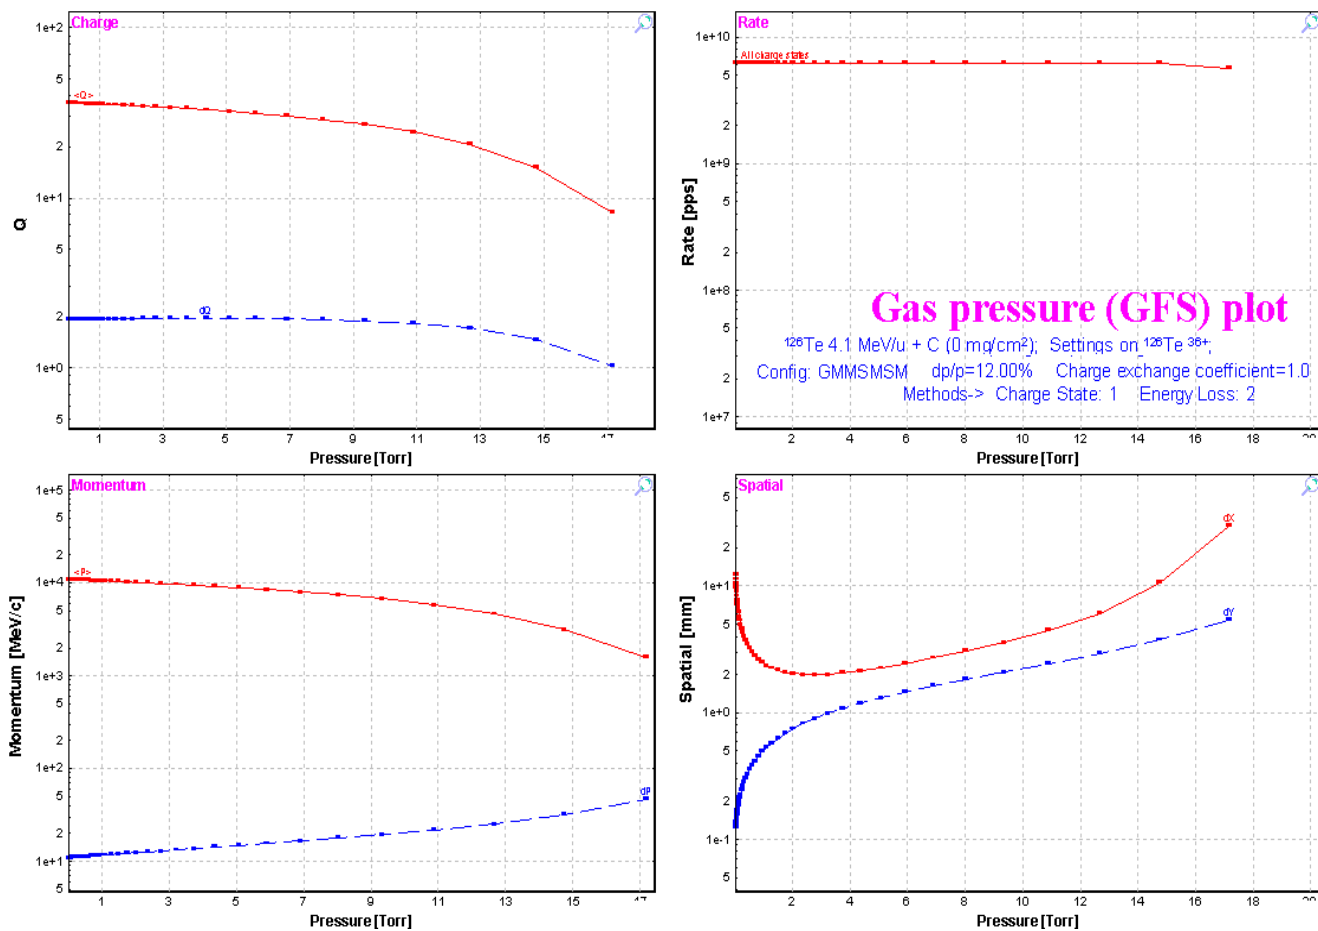 Charge
1e+2
5
2
<Q>
1e+1
5
2
dQ
1e+0
5
Q
1 3 5 7 9 11 13 15 17
Pressure [Torr]
Rate
1e+10
All charge states
5
2
1e+9
5
2
1e+8
5
2
1e+7
Rate [pps]
Gas pressure (GFS) plot
¹²⁶Te 4.1 MeV/u + C (0 mg/cm²); Settings on ¹²⁶Te ³⁶⁺;
Config: GMMSMSM dp/p=12.00% Charge exchange coefficient=1.0
Methods-> Charge State: 1 Energy Loss: 2
2 4 6 8 10 12 14 16 18 20
Pressure [Torr]
Momentum
1e+5
5
2
<P>
1e+4
5
2
1e+3
5
2
1e+2
5
dP
2
1e+1
5
Momentum [MeV/c]
1 3 5 7 9 11 13 15 17
Pressure [Torr]
Spatial
5
dX
2
1e+1
5
dY
2
1e+0
5
2
1e-1
5
Spatial [mm]
2 4 6 8 10 12 14 16 18 20
Pressure [Torr]